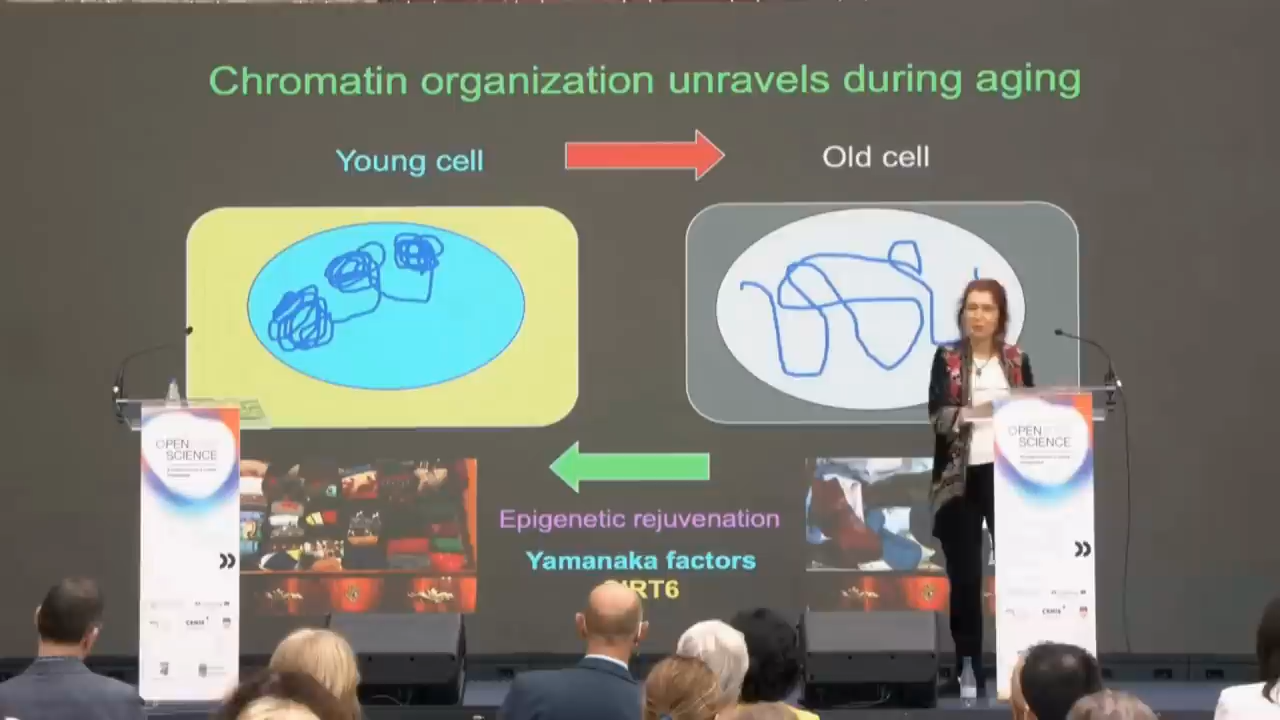 Chromatin organization unravels during aging
Young cell
Old cell
Epigenetic rejuvenation
Yamanaka factors
SIRT6
OPEN
SCIENCE
OPEN
SCIENCE